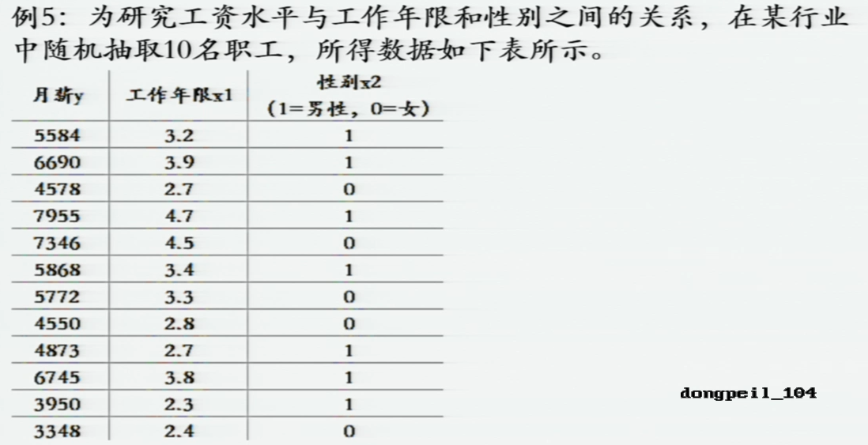 例5：为研究工资水平与工作年限和性别之间的关系，在某行业
中随机抽取10名职工，所得数据如下表所示。
月薪y 工作年限x1 性别x2
(1=男性，0=女)
5584 3.2 1
6690 3.9 1
4578 2.7 0
7955 4.7 1
7346 4.5 0
5868 3.4 1
5772 3.3 0
4550 2.8 0
4873 2.7 1
6745 3.8 1
3950 2.3 1
3348 2.4 0
dongpeil_104